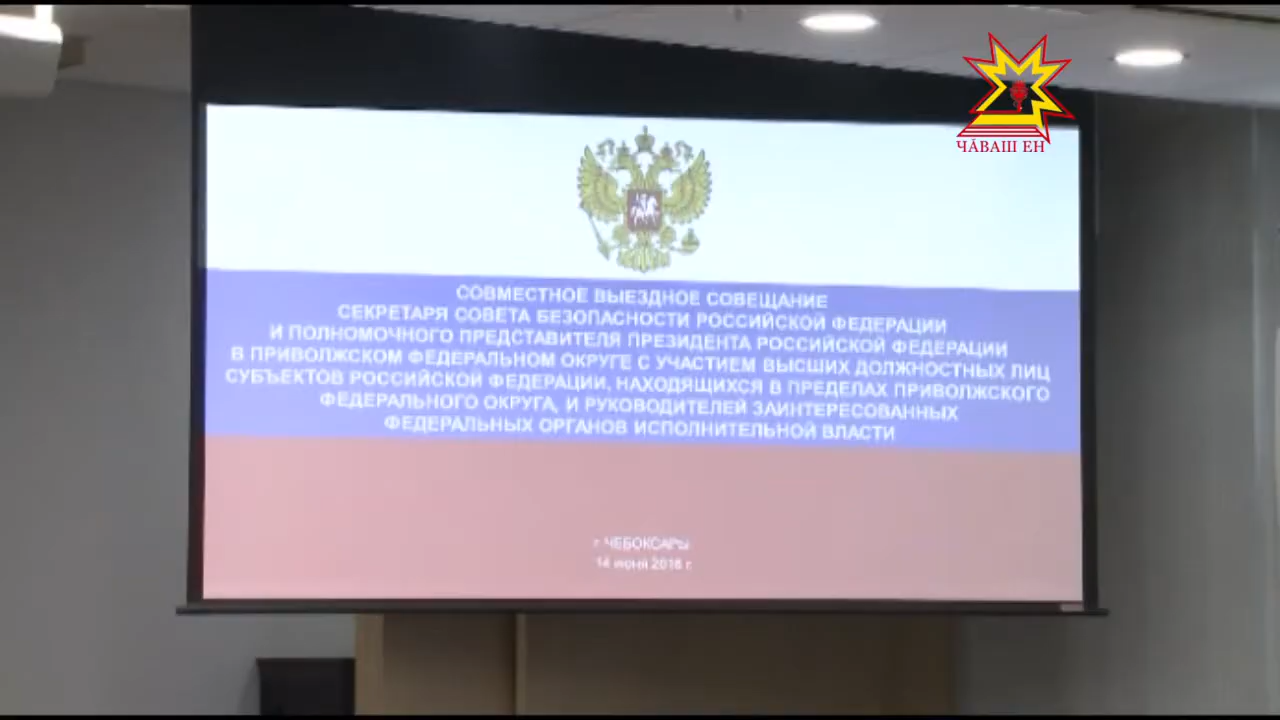 ЧӐВАШ ЕН
СОВМЕСТНОЕ ВЫЕЗДНОЕ СОВЕЩАНИЕ
СЕКРЕТАРЯ СОВЕТА БЕЗОПАСНОСТИ РОССИЙСКОЙ ФЕДЕРАЦИИ
И ПОЛНОМОЧНОГО ПРЕДСТАВИТЕЛЯ ПРЕЗИДЕНТА РОССИЙСКОЙ ФЕДЕРАЦИИ
В ПРИВОЛЖСКОМ ФЕДЕРАЛЬНОМ ОКРУГЕ С УЧАСТИЕМ ВЫСШИХ ДОЛЖНОСТНЫХ ЛИЦ
СУБЪЕКТОВ РОССИЙСКОЙ ФЕДЕРАЦИИ, НАХОДЯЩИХСЯ В ПРЕДЕЛАХ ПРИВОЛЖСКОГО
ФЕДЕРАЛЬНОГО ОКРУГА, И РУКОВОДИТЕЛЕЙ ЗАИНТЕРЕСОВАННЫХ
ФЕДЕРАЛЬНЫХ ОРГАНОВ ИСПОЛНИТЕЛЬНОЙ ВЛАСТИ
г. ЧЕБОКСАРЫ
14 июня 2016 г.